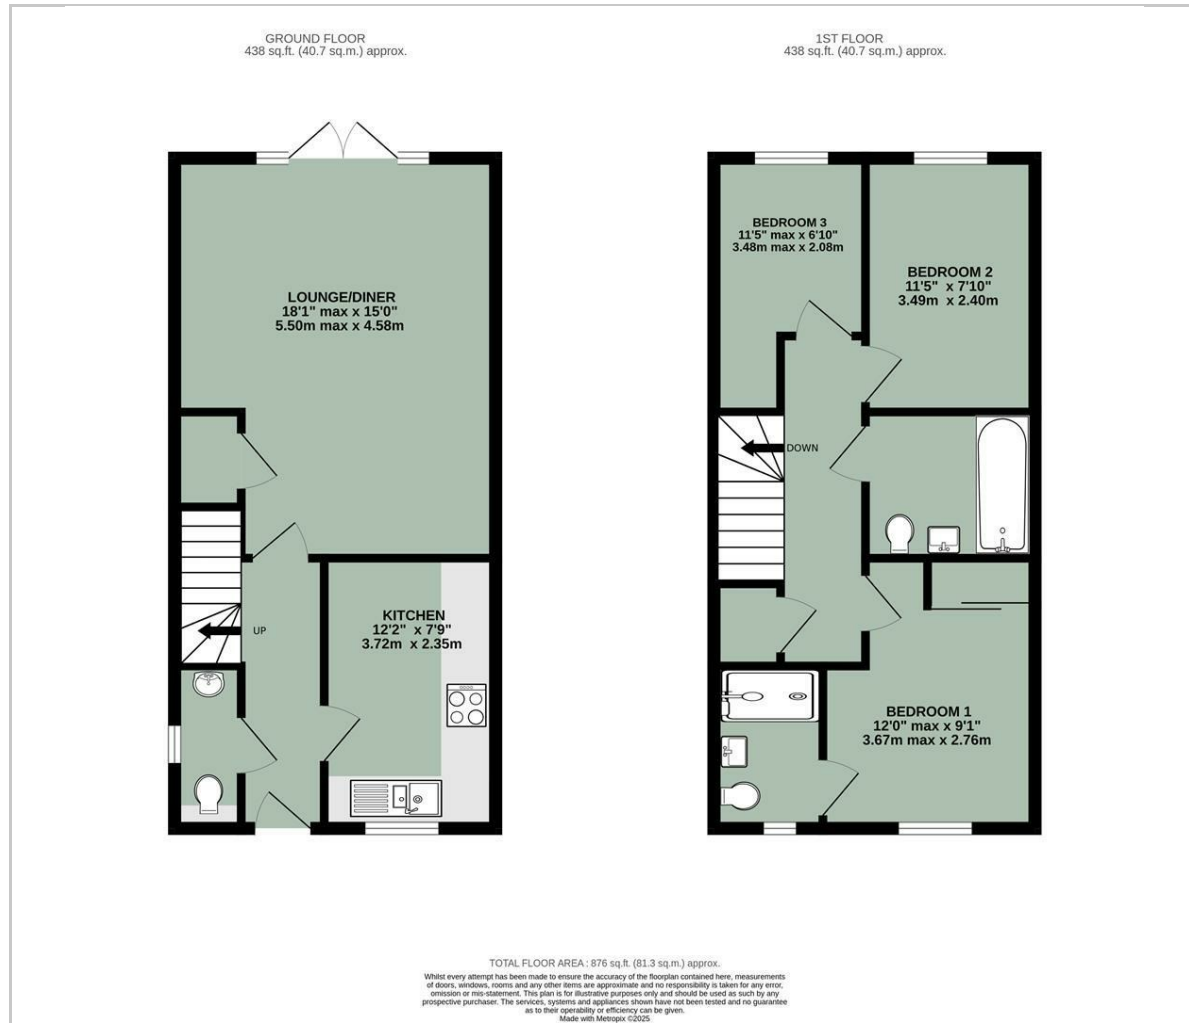 GROUND FLOOR
438 sq.ft. (40.7 sq.m.) approx.
1ST FLOOR
438 sq.ft. (40.7 sq.m.) approx.
LOUNGE/DINER
18'1" max x 15'0"
5.50m max x 4.58m
UP
KITCHEN
12'2" x 7'9"
3.72m x 2.35m
BEDROOM 3
11'5" max x 6'10"
3.48m max x 2.08m
BEDROOM 2
11'5" x 7'10"
3.49m x 2.40m
DOWN
BEDROOM 1
12'0" max x 9'1"
3.67m max x 2.76m
TOTAL FLOOR AREA : 876 sq.ft. (81.3 sq.m.) approx.
Whilst every attempt has been made to ensure the accuracy of the floorplan contained here, measurements
of doors, windows, rooms and any other items are approximate and no responsibility is taken for any error,
omission or mis-statement. This plan is for illustrative purposes only and should be used as such by any
prospective purchaser. The services, systems and appliances shown have not been tested and no guarantee
as to their operability or efficiency can be given.
Made with Metropix ©2025